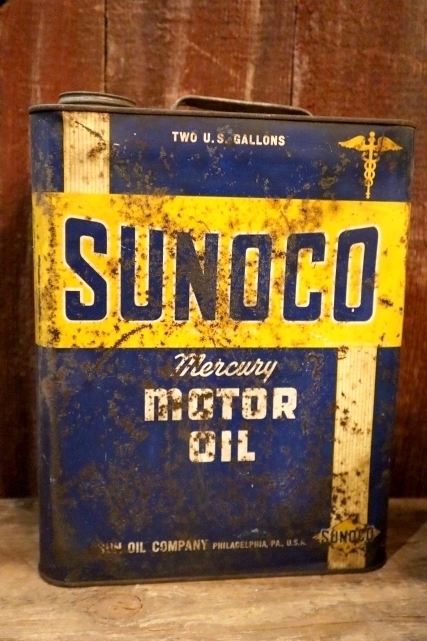 TWO U.S. GALLONS
SUNOCO
Mercury
MOTOR
OIL
SUN OIL COMPANY PHILADELPHIA, PA., U.S.A.
SUNOCO